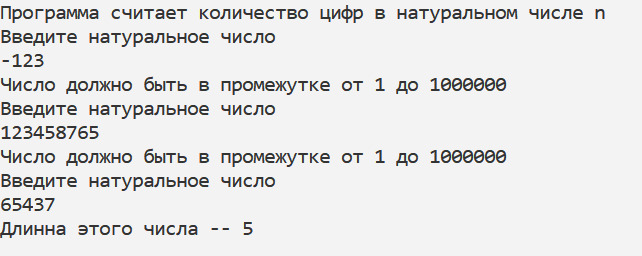 Программа считает количество цифр в натуральном числе n
Введите натуральное число
-123
Число должно быть в промежутке от 1 до 1000000
Введите натуральное число
123458765
Число должно быть в промежутке от 1 до 1000000
Введите натуральное число
65437
Длинна этого числа -- 5